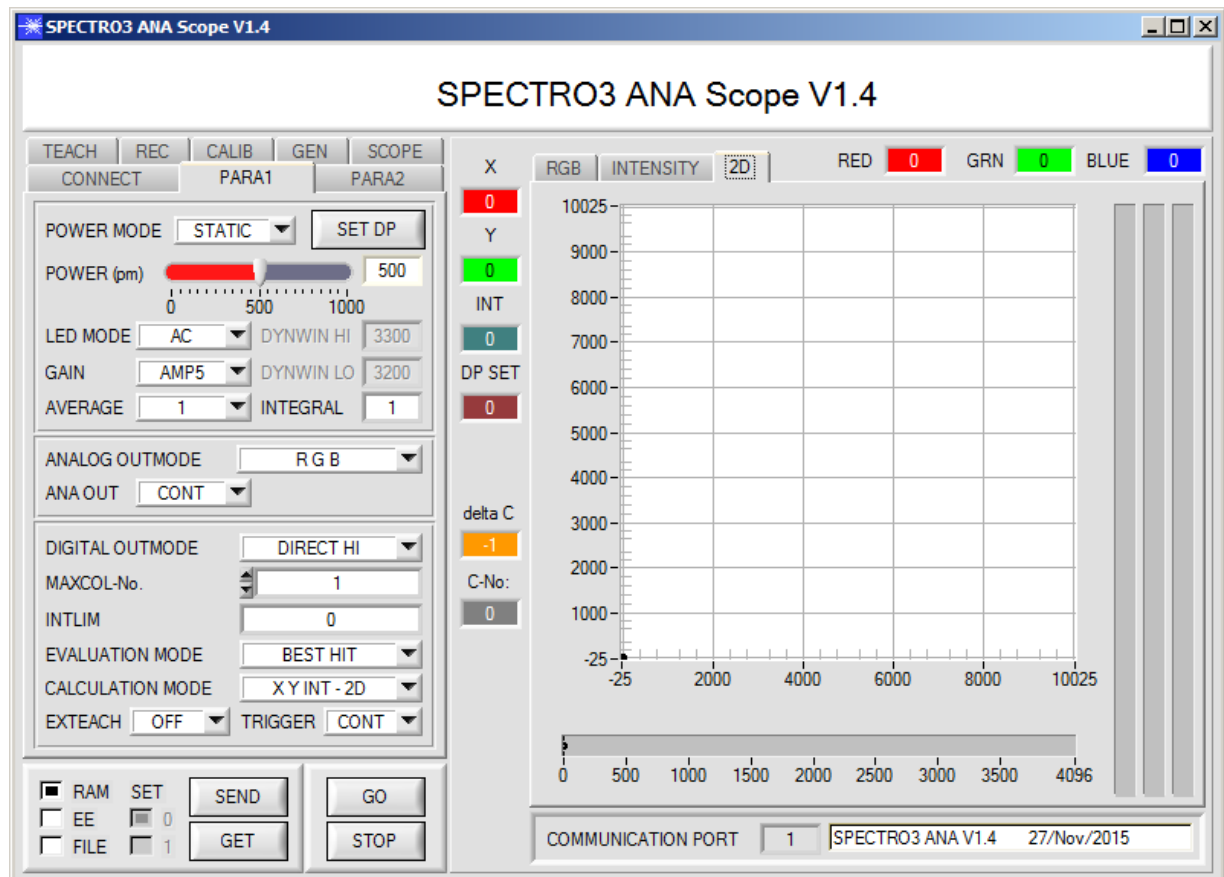 SPECTRO3 ANA Scope V1.4
SPECTRO3 ANA Scope V1.4
TEACH REC CALIB GEN SCOPE
CONNECT PARA1 PARA2
POWER MODE STATIC SET DP
POWER (pm) 500
0 500 1000
LED MODE AC DYNWIN HI 3300
GAIN AMP5 DYNWIN LO 3200
AVERAGE 1 INTEGRAL 1
ANALOG OUTMODE R G B
ANA OUT CONT
DIGITAL OUTMODE DIRECT HI
MAXCOL-No. 1
INTLIM 0
EVALUATION MODE BEST HIT
CALCULATION MODE X Y INT - 2D
EXTEACH OFF TRIGGER CONT
RAM SET SEND GO
EE 0
FILE 1 GET STOP
X
0
Y
0
INT
0
DP SET
0
delta C
-1
C-No:
0
RGB INTENSITY 2D RED 0 GRN 0 BLUE 0
10025
9000
8000
7000
6000
5000
4000
3000
2000
1000
-25
-25 2000 4000 6000 8000 10025
0 500 1000 1500 2000 2500 3000 3500 4096
COMMUNICATION PORT 1 SPECTRO3 ANA V1.4 27/Nov/2015